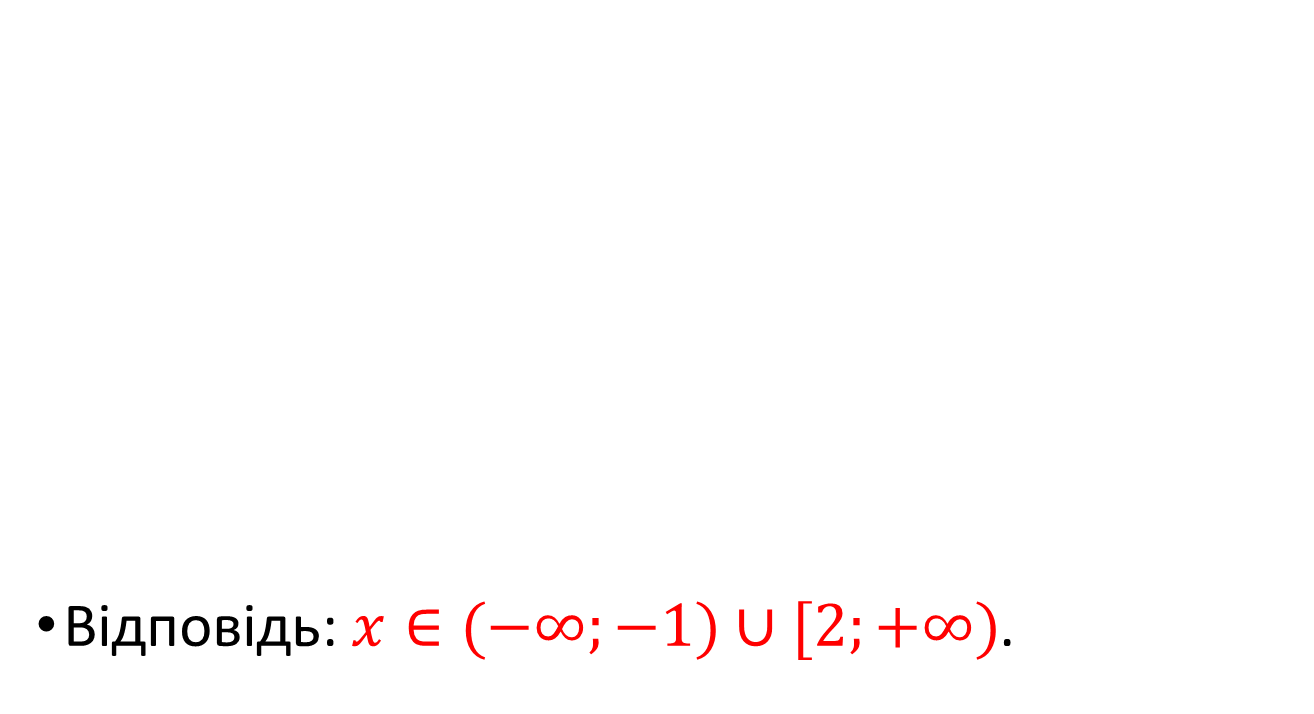 •Відповідь: 𝑥 ∈ (−∞; −1) ∪ [2; +∞).